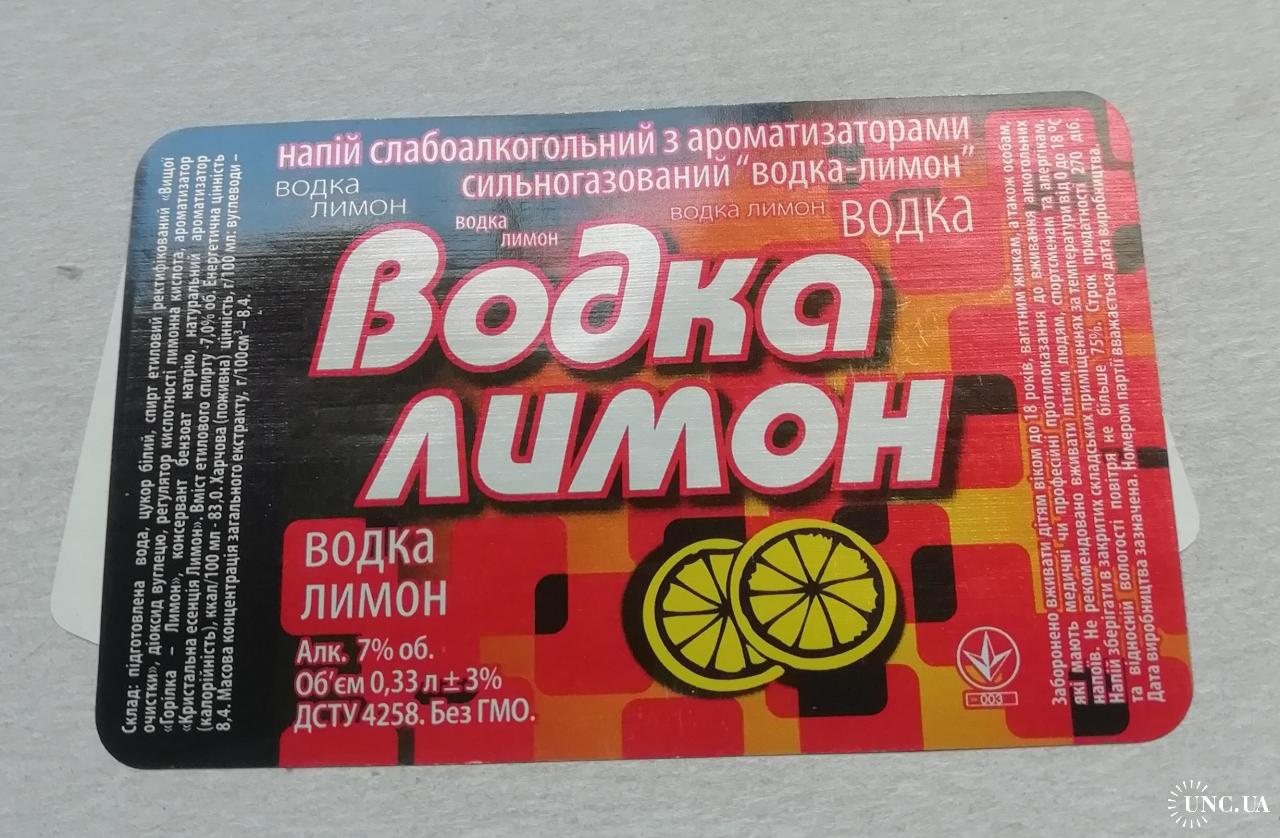 напій слабоалкогольний з ароматизаторами
сильногазований "водка-лимон"
водка
лимон
водка
лимон
водка лимон
водка
Водка
лимон
водка
лимон
Алк. 7% об.
Об'єм 0,33 л ± 3%
ДСТУ 4258. Без ГМО.
Склад: підготовлена вода, цукор білий, спирт етиловий ректифікований «Вищої
очистки», діоксид вуглецю, регулятор кислотності лимонна кислота, ароматизатор
«Горілка – Лимон», консервант бензоат натрію, натуральний ароматизатор
«Кристальна есенція Лимон». Вміст етилового спирту -7,0% об. Енергетична цінність
(калорійність), ккал/100 мл - 83,0. Харчова (поживна) цінність, г/100 мл: вуглеводи –
8,4. Масова концентрація загального екстракту, г/100см³ – 8,4.
Заборонено вживати дітям віком до 18 років, вагітним жінкам, а також особам,
які мають медичні чи професійні протипоказання до вживання алкогольних
напоїв. Не рекомендовано вживати літнім людям, спортсменам та алергікам.
Напій зберігати в закритих складських приміщеннях за температури від 0 до 18 °С
та відносній вологості повітря не більше 75%. Строк придатності 270 діб.
Дата виробництва зазначена. Номером партії вважається дата виробництва.
003
UNC.UA